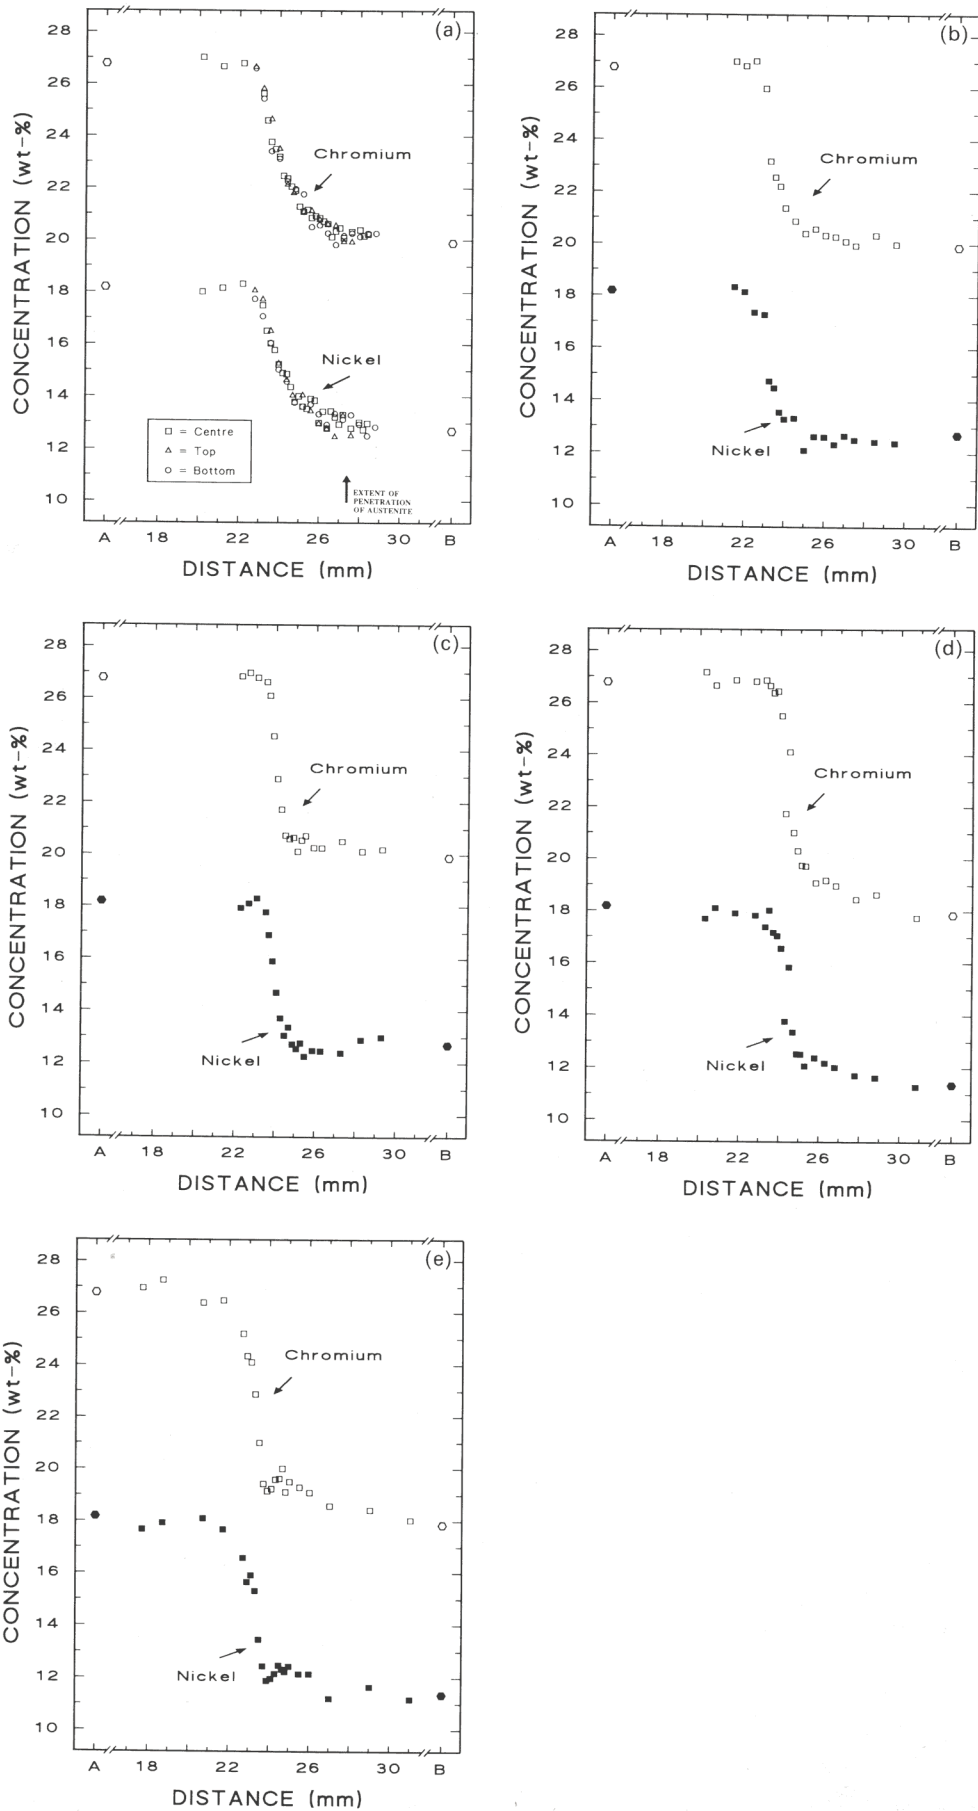 (a)
28
26
24
22
20
18
16
14
12
10
CONCENTRATION (wt-%)
Chromium
Nickel
□ = Centre
△ = Top
○ = Bottom
EXTENT OF
PENETRATION
OF AUSTENITE
A 18 22 26 30 B
DISTANCE (mm)
(b)
28
26
24
22
20
18
16
14
12
10
CONCENTRATION (wt-%)
Chromium
Nickel
A 18 22 26 30 B
DISTANCE (mm)
(c)
28
26
24
22
20
18
16
14
12
10
CONCENTRATION (wt-%)
Chromium
Nickel
A 18 22 26 30 B
DISTANCE (mm)
(d)
28
26
24
22
20
18
16
14
12
10
CONCENTRATION (wt-%)
Chromium
Nickel
A 18 22 26 30 B
DISTANCE (mm)
(e)
28
26
24
22
20
18
16
14
12
10
CONCENTRATION (wt-%)
Chromium
Nickel
A 18 22 26 30 B
DISTANCE (mm)